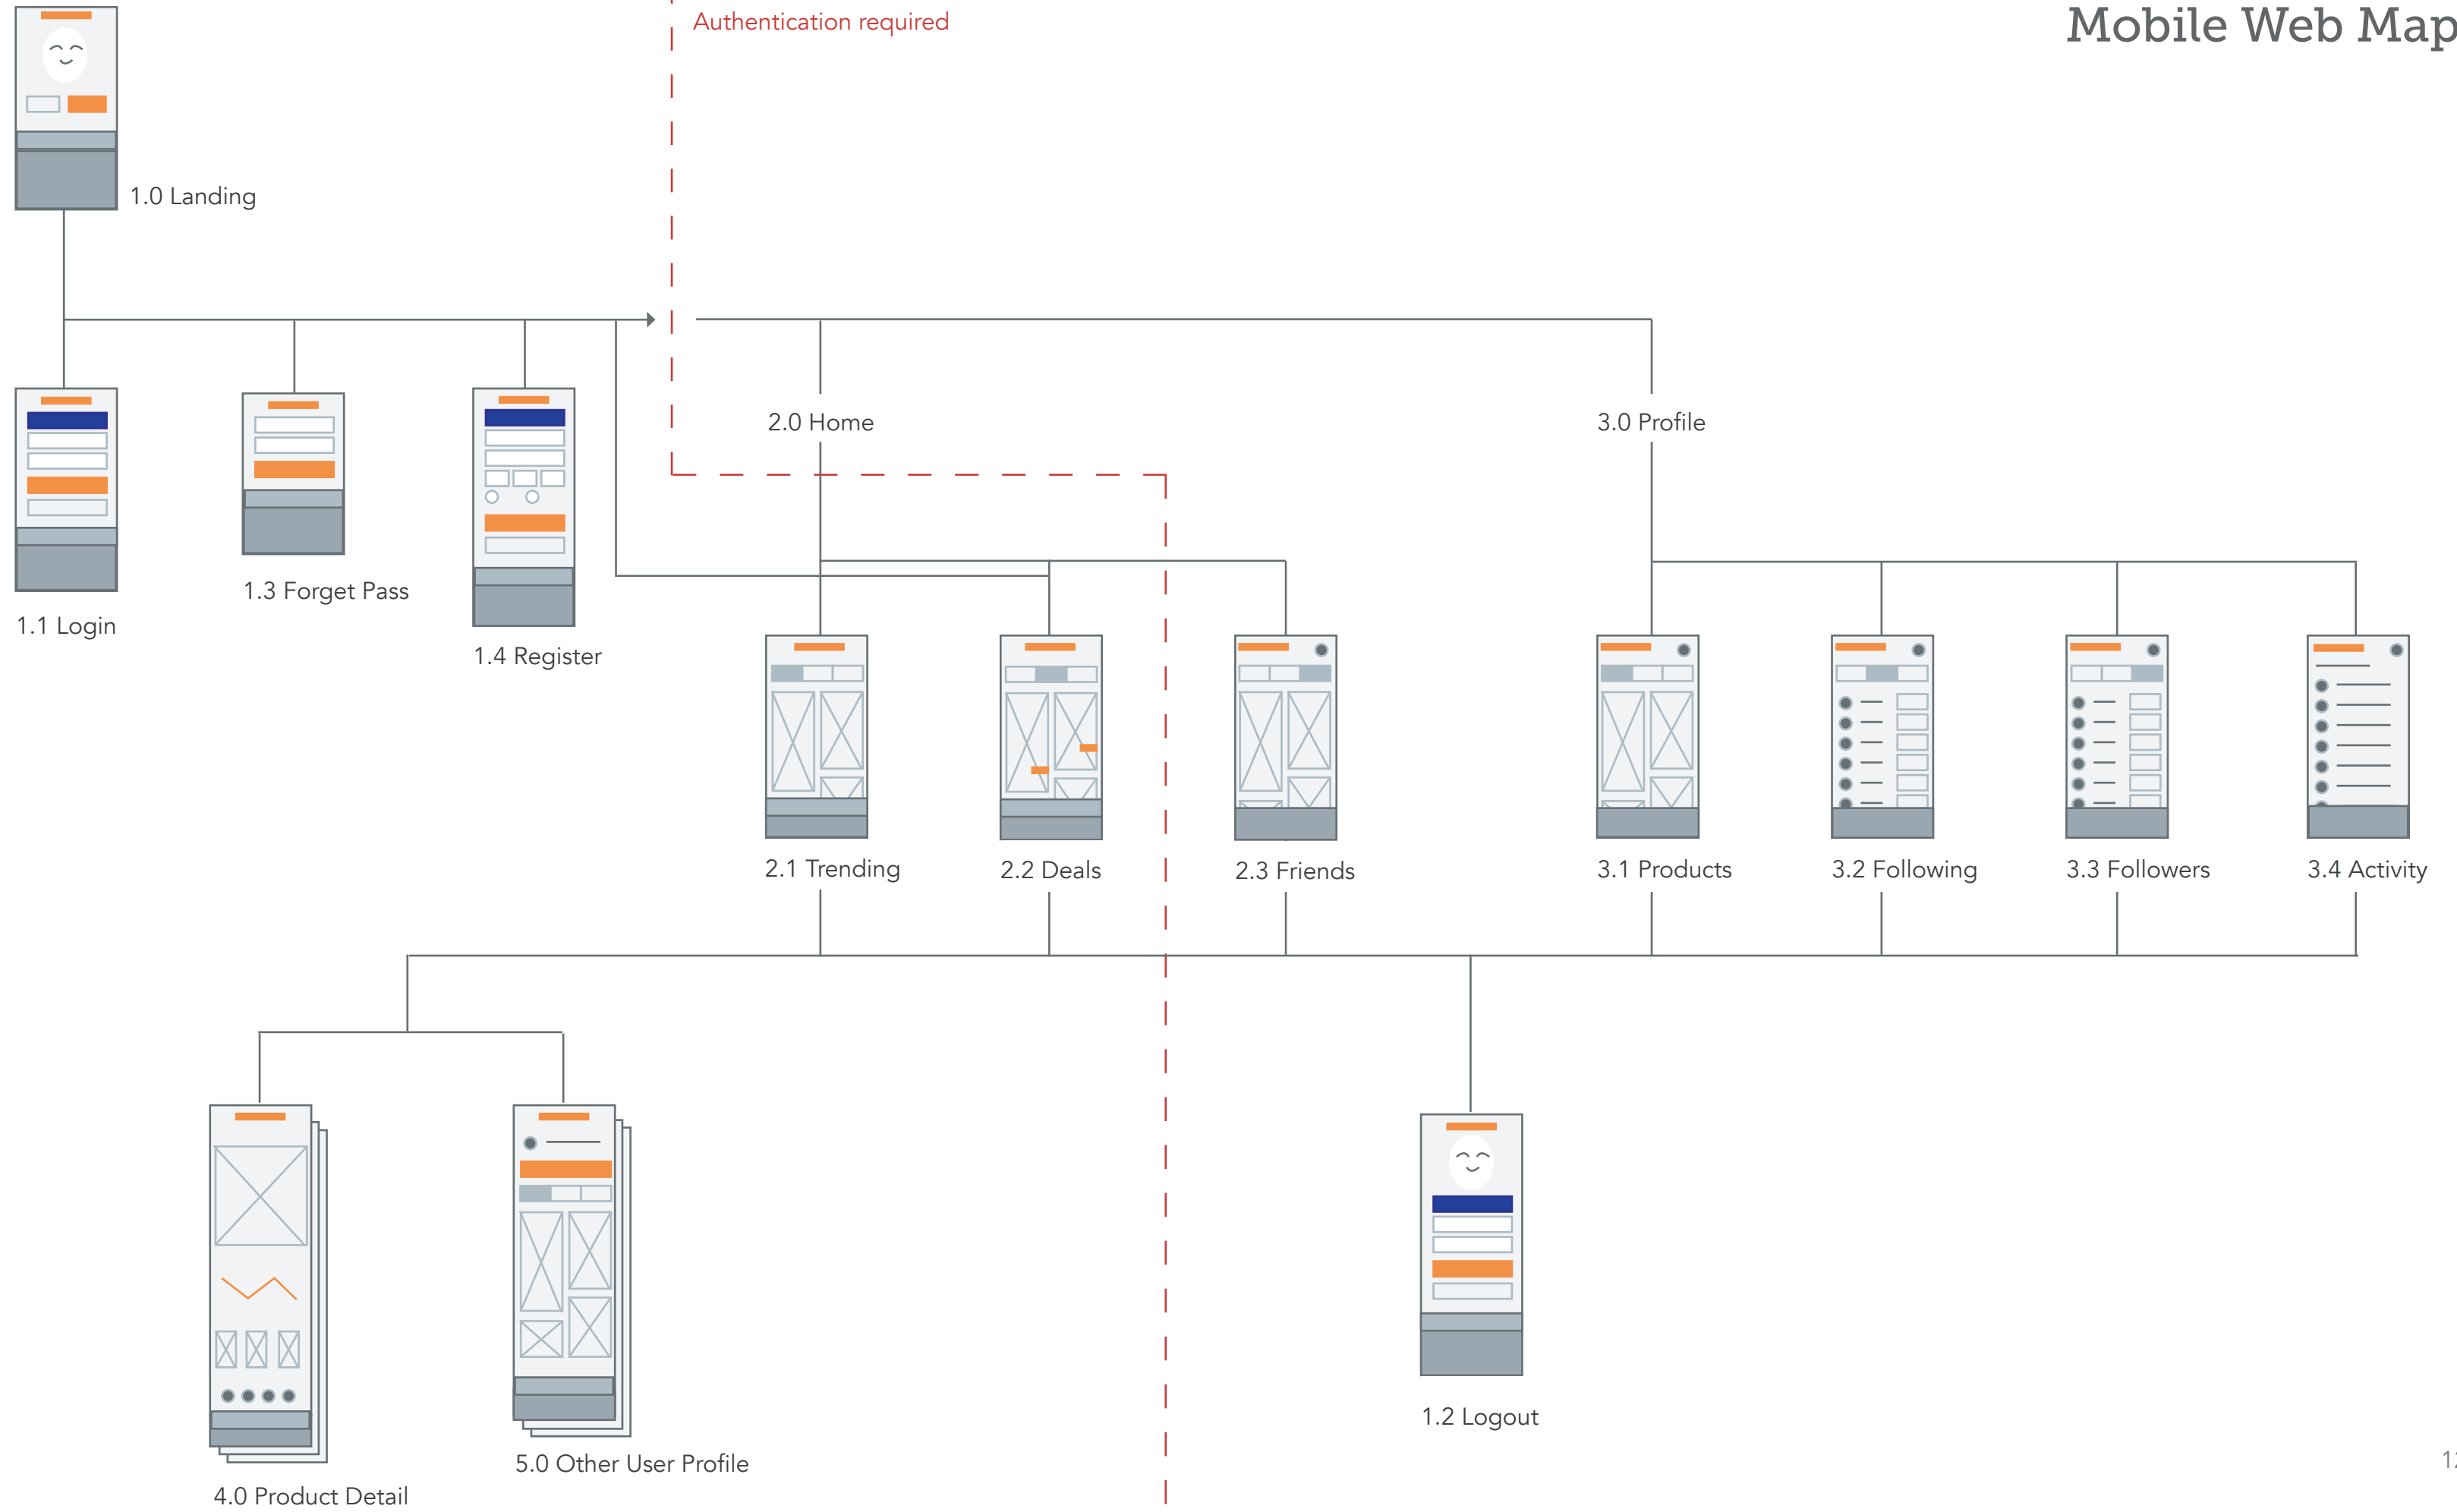 Authentication required
Mobile Web Map
1.0 Landing
2.0 Home
3.0 Profile
1.1 Login
1.3 Forget Pass
1.4 Register
2.1 Trending
2.2 Deals
2.3 Friends
3.1 Products
3.2 Following
3.3 Followers
3.4 Activity
1.2 Logout
5.0 Other User Profile
4.0 Product Detail